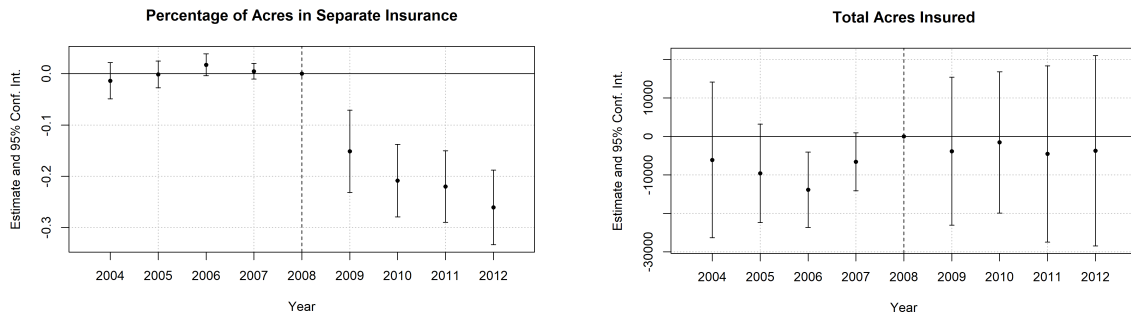 Percentage of Acres in Separate Insurance
Estimate and 95% Conf. Int.
0.0
-0.1
-0.2
-0.3
2004 2005 2006 2007 2008 2009 2010 2011 2012
Year
Total Acres Insured
Estimate and 95% Conf. Int.
10000
0
-10000
-30000
2004 2005 2006 2007 2008 2009 2010 2011 2012
Year